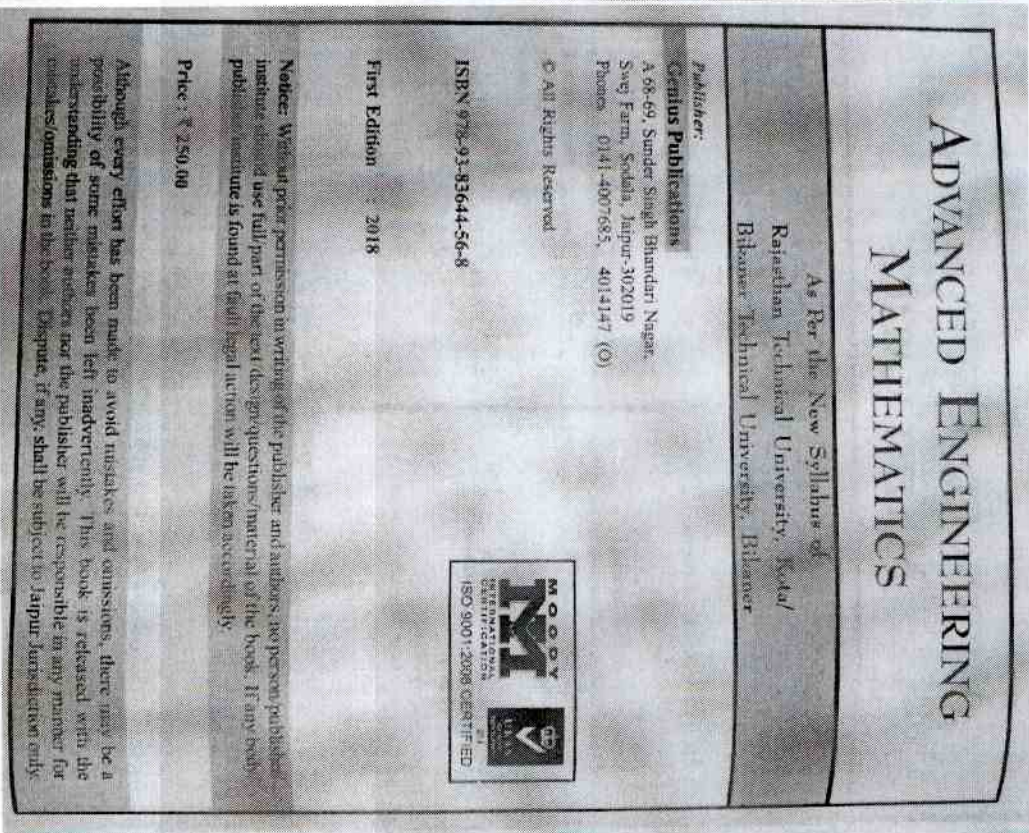 ADVANCED ENGINEERING
MATHEMATICS
As Per the New Syllabus of
Rajasthan Technical University, Kota/
Bikaner Technical University, Bikaner
Publisher:
Genius Publications
A 68-69, Sunder Singh Bhandari Nagar,
Swej Farm, Sodala, Jaipur-302019
Phones : 0141-4007685, 4014147 (O)
© All Rights Reserved
ISBN 978-93-83644-56-8
MOODY
INTERNATIONAL
CERTIFICATION
UKAS
ISO 9001:2008 CERTIFIED
First Edition : 2018
Notice: Without prior permission in writing of the publisher and authors, no person/publisher/
institute should use full/part of the text/design/questions/material of the book. If any body/
publisher/institute is found at fault legal action will be taken accordingly.
Price : ₹ 250.00
Although every effort has been made to avoid mistakes and omissions, there may be a
possibility of some mistakes been left inadvertently. This book is released with the
understanding that neither authors nor the publisher will be responsible in any manner for
mistakes/omissions in the book. Dispute, if any, shall be subject to Jaipur Jurisdiction only.